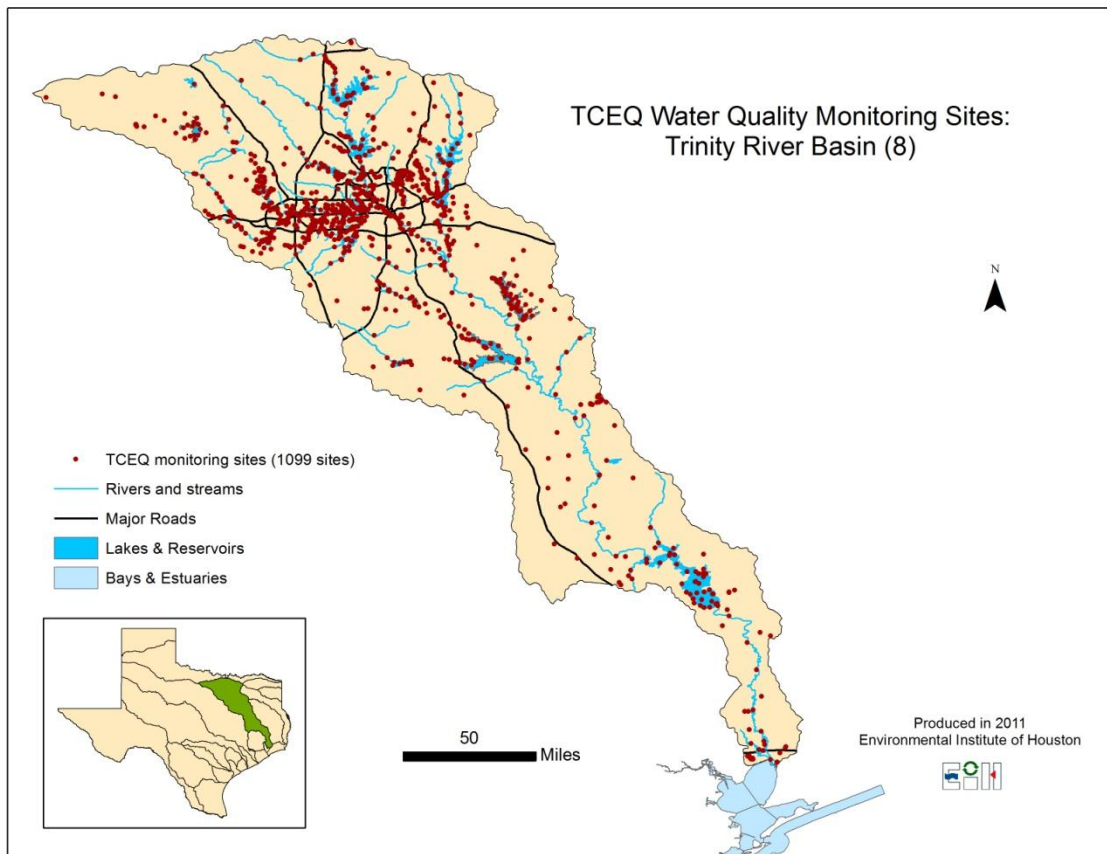 TCEQ Water Quality Monitoring Sites:
Trinity River Basin (8)
N
TCEQ monitoring sites (1099 sites)
Rivers and streams
Major Roads
Lakes & Reservoirs
Bays & Estuaries
50
Miles
Produced in 2011
Environmental Institute of Houston
EIH